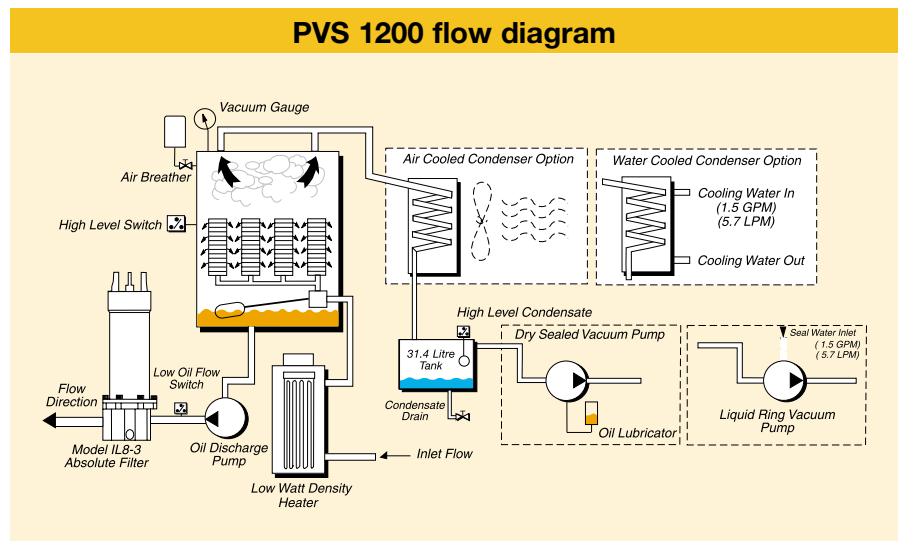 PVS 1200 flow diagram
Vacuum Gauge
Air Breather
High Level Switch
Air Cooled Condenser Option
Water Cooled Condenser Option
Cooling Water In
(1.5 GPM)
(5.7 LPM)
Cooling Water Out
High Level Condensate
31.4 Litre
Tank
Condensate
Drain
Dry Sealed Vacuum Pump
Oil Lubricator
Seal Water Inlet
( 1.5 GPM)
( 5.7 LPM)
Liquid Ring Vacuum
Pump
Low Oil Flow
Switch
Flow
Direction
Model IL8-3
Absolute Filter
Oil Discharge
Pump
Inlet Flow
Low Watt Density
Heater